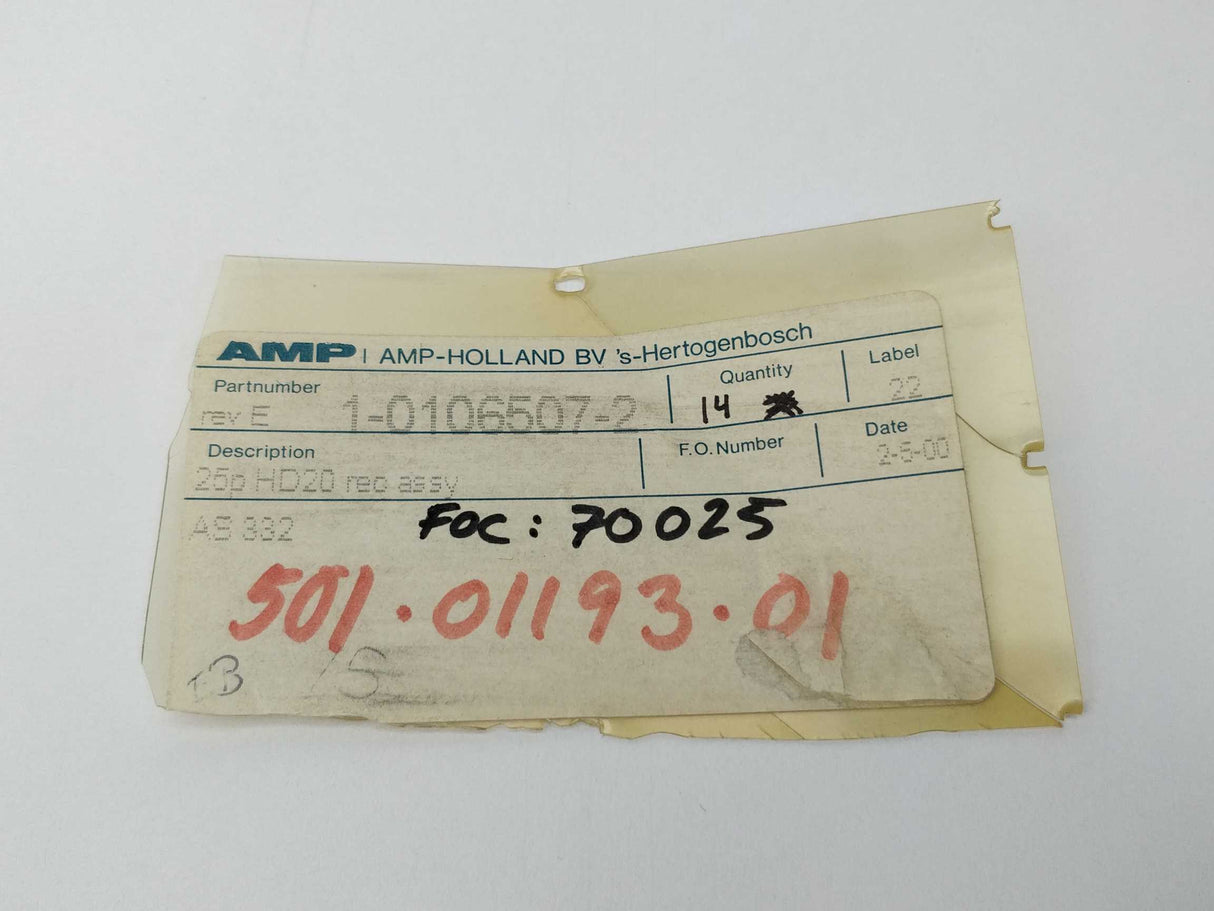 AMP | AMP-HOLLAND BV 's-Hertogenbosch
Partnumber
rev E 1-0106507-2
Quantity
14
Label
22
Description
25p HD20 rec assy
F.O. Number
Date
2-5-00
AS 332
FOC: 70025
501.01193.01